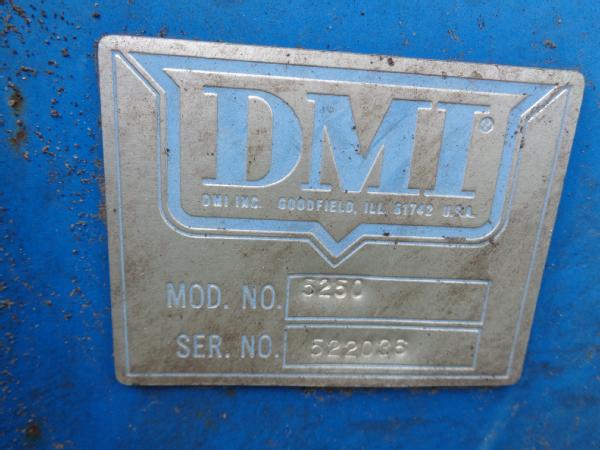 DMI®
DMI INC. GOODFIELD, ILL. 61742 U.S.A.
MOD. NO. 5250
SER. NO. 522036